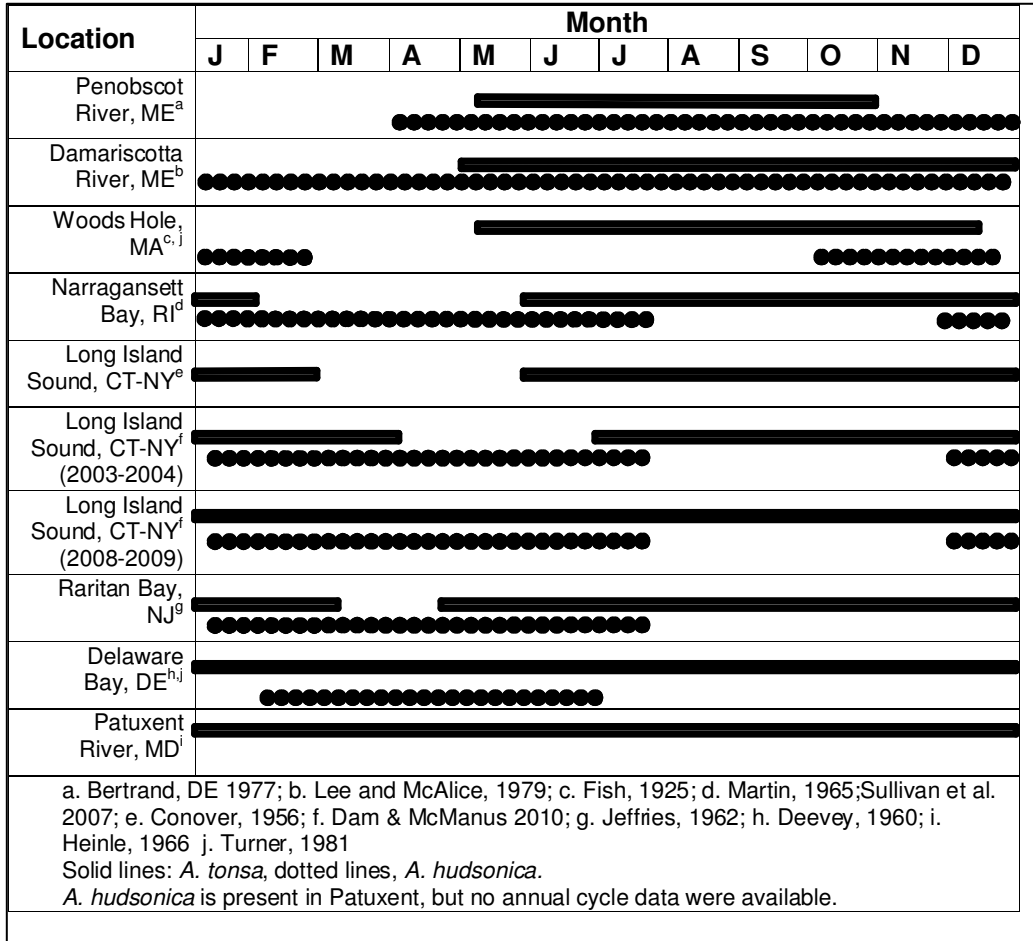 Location
Month
J F M A M J J A S O N D
Penobscot
River, MEa
Damariscotta
River, MEb
Woods Hole,
MAc, j
Narragansett
Bay, RId
Long Island
Sound, CT-NYe
Long Island
Sound, CT-NYf
(2003-2004)
Long Island
Sound, CT-NYf
(2008-2009)
Raritan Bay,
NJg
Delaware
Bay, DEh,j
Patuxent
River, MDi
a. Bertrand, DE 1977; b. Lee and McAlice, 1979; c. Fish, 1925; d. Martin, 1965;Sullivan et al.
2007; e. Conover, 1956; f. Dam & McManus 2010; g. Jeffries, 1962; h. Deevey, 1960; i.
Heinle, 1966 j. Turner, 1981
Solid lines: A. tonsa, dotted lines, A. hudsonica.
A. hudsonica is present in Patuxent, but no annual cycle data were available.